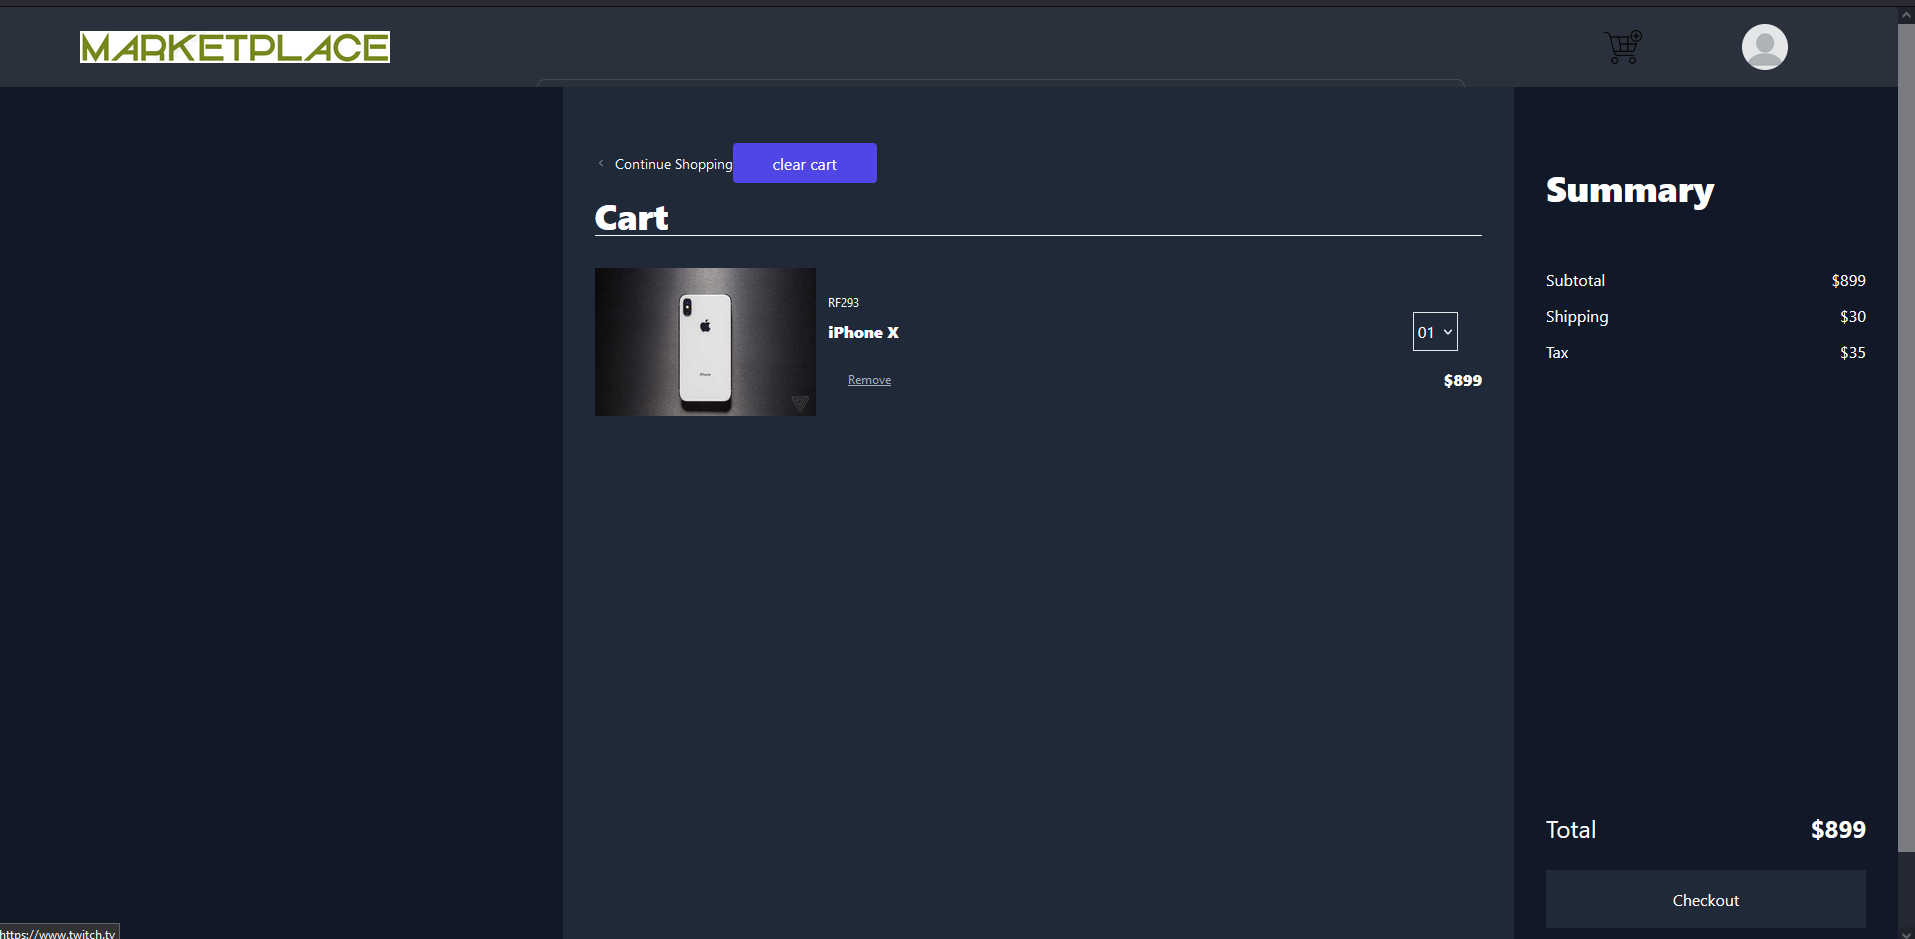 MARKETPLACE
Continue Shopping
clear cart
Cart
RF293
iPhone X
01
Remove
$899
Summary
Subtotal $899
Shipping $30
Tax $35
Total $899
Checkout
https://www.twitch.tv